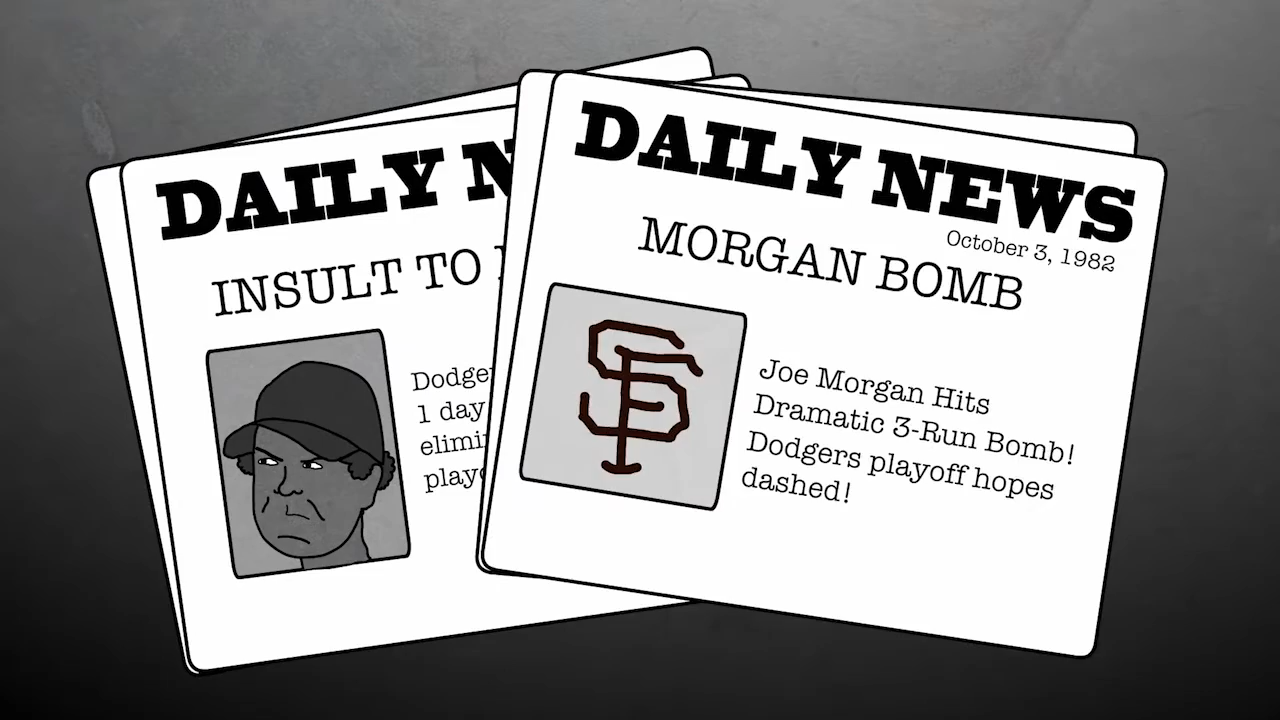 DAILY N
INSULT TO
Dodge
1 day
elimi
playo
DAILY NEWS
October 3, 1982
MORGAN BOMB
SF
Joe Morgan Hits
Dramatic 3-Run Bomb!
Dodgers playoff hopes
dashed!